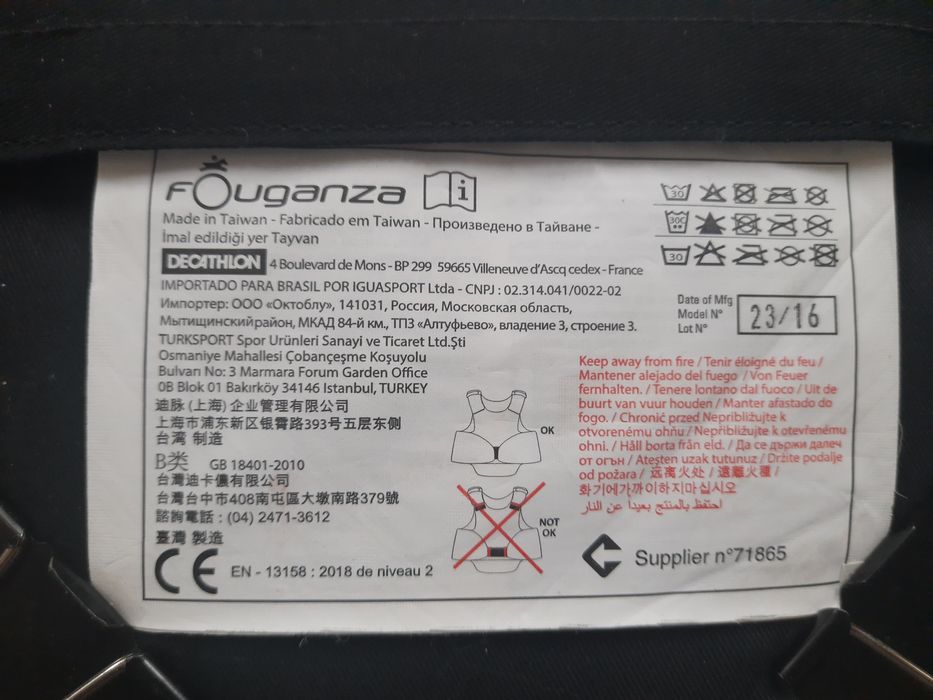 FOuganza
Made in Taiwan - Fabricado em Taiwan - Произведено в Тайване -
İmal edildiği yer Tayvan
DECATHLON 4 Boulevard de Mons - BP 299 59665 Villeneuve d'Ascq cedex - France
IMPORTADO PARA BRASIL POR IGUASPORT Ltda - CNPJ : 02.314.041/0022-02
Импортер: ООО «Октоблу», 141031, Россия, Московская область,
Мытищинский район, МКАД 84-й км., ТПЗ «Алтуфьево», владение 3, строение 3.
TURKSPORT Spor Urünleri Sanayi ve Ticaret Ltd.Şti
Osmaniye Mahallesi Çobançeşme Koşuyolu
Bulvarı No: 3 Marmara Forum Garden Office
0B Blok 01 Bakırköy 34146 Istanbul, TURKEY
迪脉 (上海) 企业管理有限公司
上海市浦东新区银霄路393号五层东侧
台湾 制造
B类 GB 18401-2010
台灣迪卡儂有限公司
台灣台中市408南屯區大墩南路379號
諮詢電話 : (04) 2471-3612
臺灣 製造
CE EN - 13158 : 2018 de niveau 2
30
30C
30
Date of Mfg
Model N°
Lot N°
23/16
Keep away from fire / Tenir éloigné du feu /
Mantener alejado del fuego / Von Feuer
fernhalten. / Tenere lontano dal fuoco / Uit de
buurt van vuur houden / Manter afastado do
fogo. / Chronić przed Nepribližujte k
otvorenému ohňu / Nepřibližujte k otevřenému
ohni. / Håll borta från eld. / Да се държи далеч
от огън / Ateşten uzak tutunuz / Držite podalje
od požara / 远离火处 / 遠離火種 /
화기에가까이하지마십시오
احتفظ بالمنتج بعيداً عن النار
OK
NOT
OK
Supplier n°71865